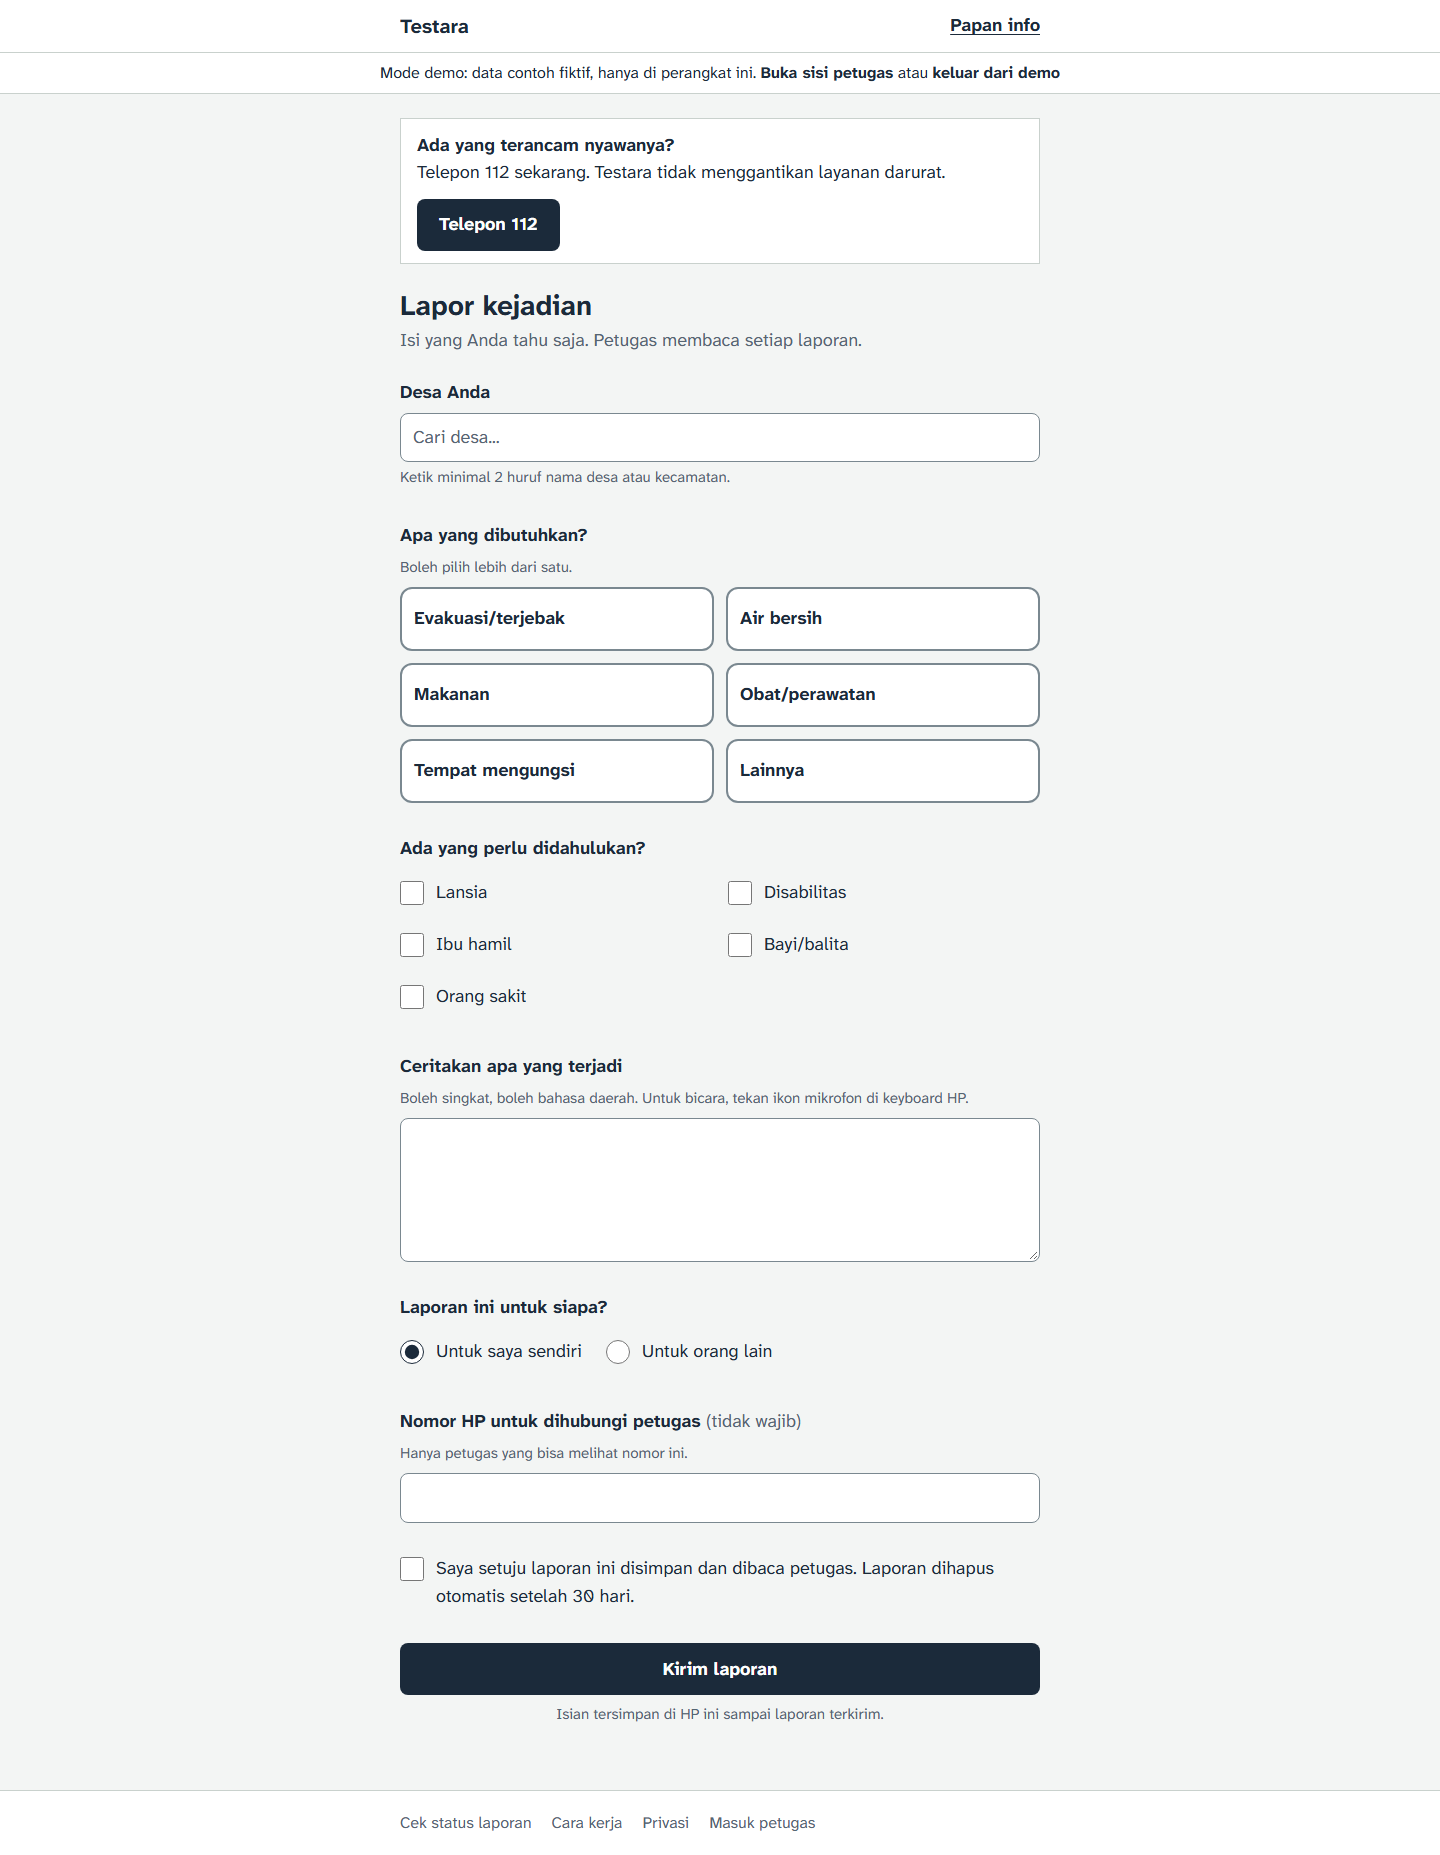 Testara
Papan info
Mode demo: data contoh fiktif, hanya di perangkat ini. Buka sisi petugas atau keluar dari demo
Ada yang terancam nyawanya?
Telepon 112 sekarang. Testara tidak menggantikan layanan darurat.
Telepon 112
Lapor kejadian
Isi yang Anda tahu saja. Petugas membaca setiap laporan.
Desa Anda
Cari desa...
Ketik minimal 2 huruf nama desa atau kecamatan.
Apa yang dibutuhkan?
Boleh pilih lebih dari satu.
Evakuasi/terjebak
Air bersih
Makanan
Obat/perawatan
Tempat mengungsi
Lainnya
Ada yang perlu didahulukan?
Lansia
Disabilitas
Ibu hamil
Bayi/balita
Orang sakit
Ceritakan apa yang terjadi
Boleh singkat, boleh bahasa daerah. Untuk bicara, tekan ikon mikrofon di keyboard HP.
Laporan ini untuk siapa?
Untuk saya sendiri
Untuk orang lain
Nomor HP untuk dihubungi petugas (tidak wajib)
Hanya petugas yang bisa melihat nomor ini.
Saya setuju laporan ini disimpan dan dibaca petugas. Laporan dihapus
otomatis setelah 30 hari.
Kirim laporan
Isian tersimpan di HP ini sampai laporan terkirim.
Cek status laporan
Cara kerja
Privasi
Masuk petugas